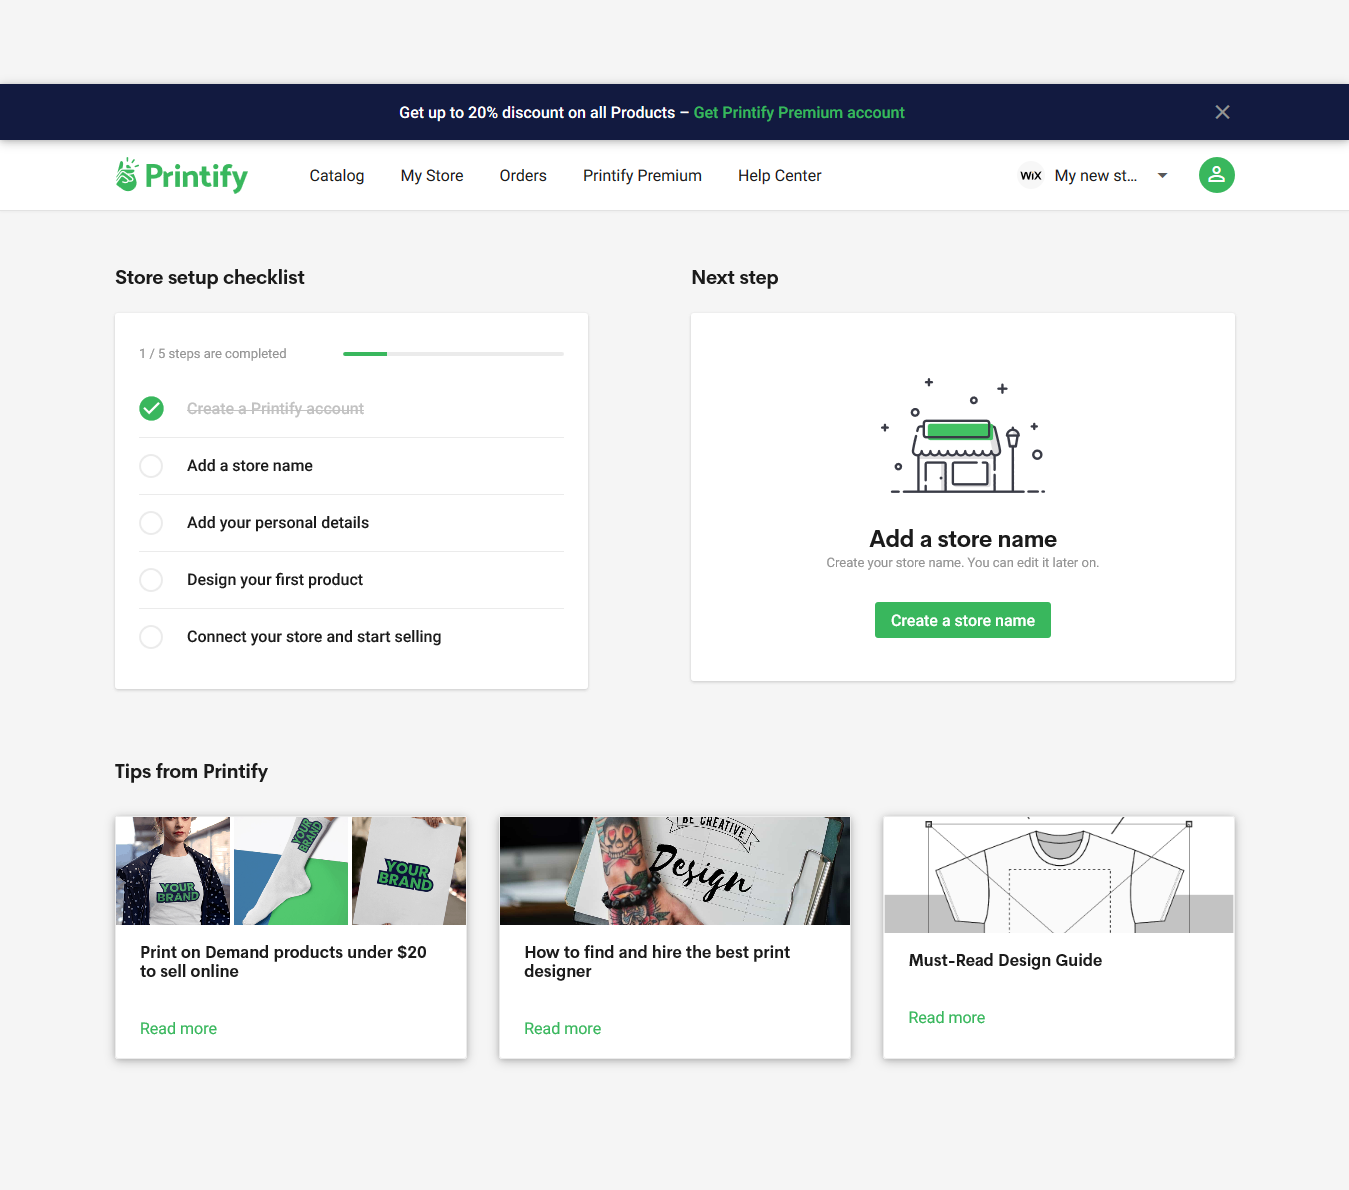 Get up to 20% discount on all Products – Get Printify Premium account
Printify
Catalog
My Store
Orders
Printify Premium
Help Center
WiX
My new st...
Store setup checklist
Next step
1 / 5 steps are completed
Create a Printify account
Add a store name
Add your personal details
Design your first product
Connect your store and start selling
Add a store name
Create your store name. You can edit it later on.
Create a store name
Tips from Printify
YOUR
BRAND
YOUR
BRAND
YOUR
BRAND
BE CREATIVE
Design
Print on Demand products under $20
to sell online
Read more
How to find and hire the best print
designer
Read more
Must-Read Design Guide
Read more